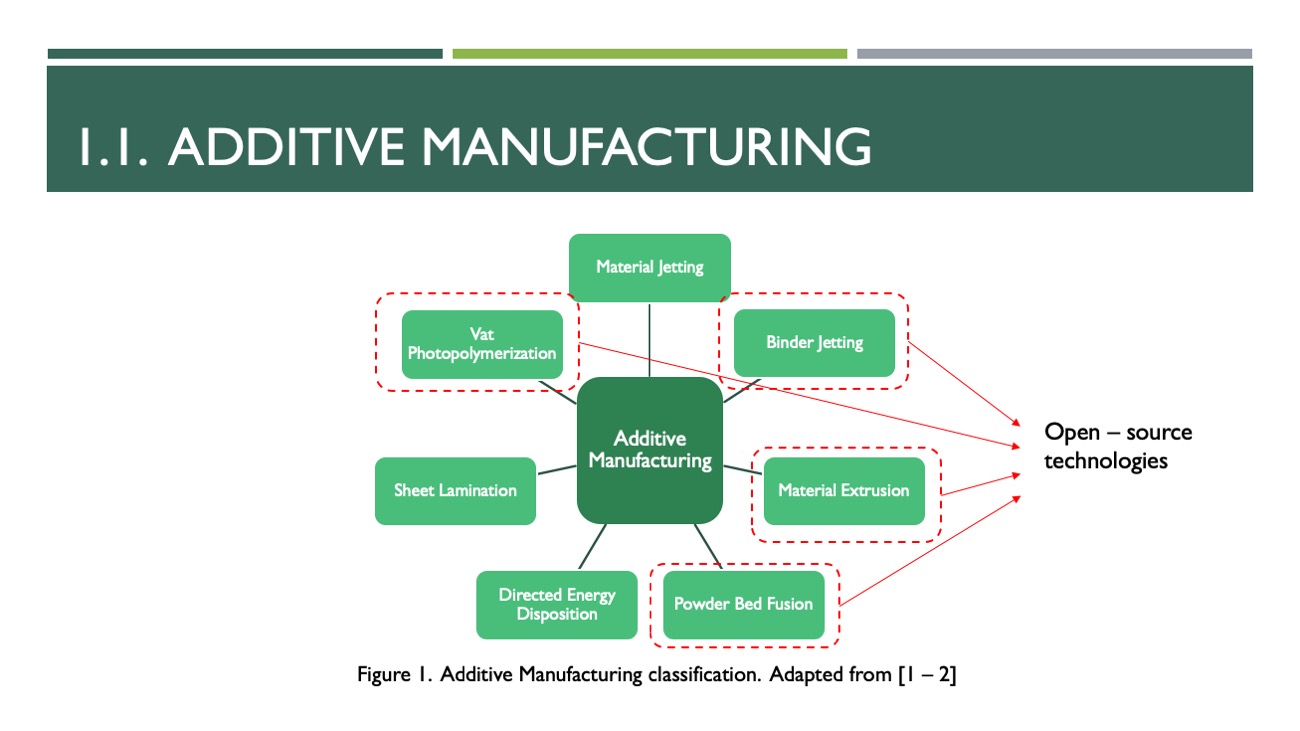 1.1. ADDITIVE MANUFACTURING
Material Jetting
Vat
Photopolymerization
Binder Jetting
Additive
Manufacturing
Open – source
technologies
Sheet Lamination
Material Extrusion
Directed Energy
Disposition
Powder Bed Fusion
Figure 1. Additive Manufacturing classification. Adapted from [1 – 2]